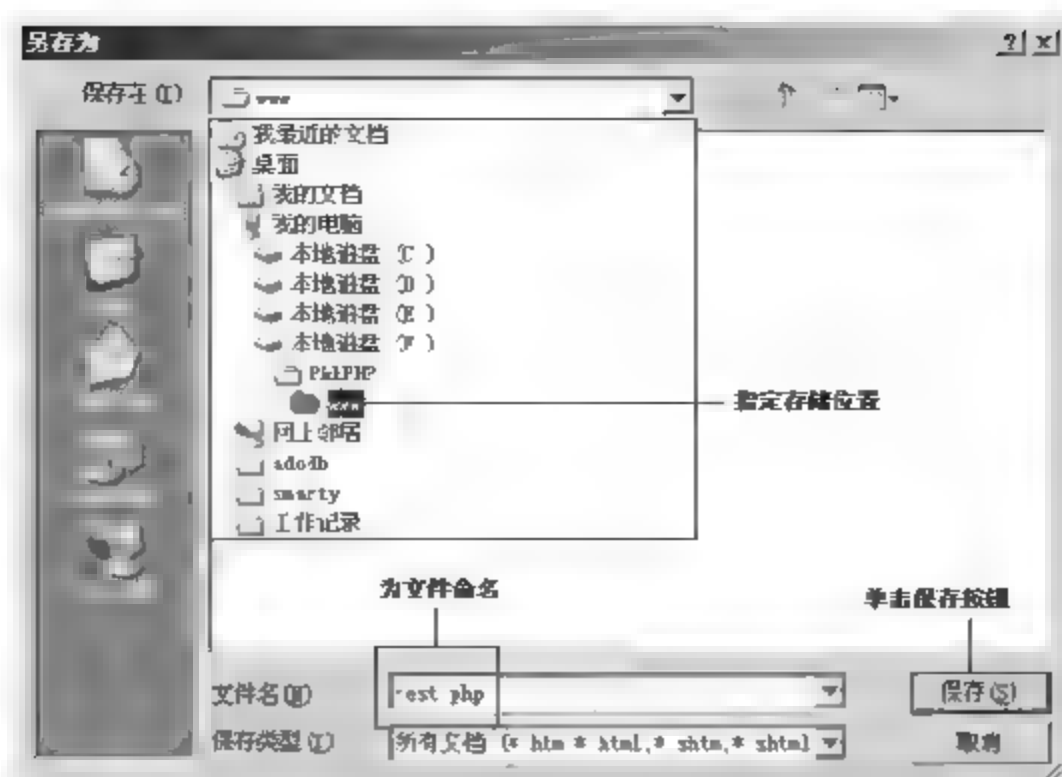 另存为
保存在(I)
www
我最近的文档
桌面
我的文档
我的电脑
本地磁盘 (C )
本地磁盘 (D )
本地磁盘 (E )
本地磁盘 (F )
www
指定存储位置
网上邻居
adodb
smarty
工作记录
为文件命名
单击保存按钮
文件名(N)
est php
保存(S)
保存类型(T)
所有文档 (* htm * html,* shtm,* shtml
取消